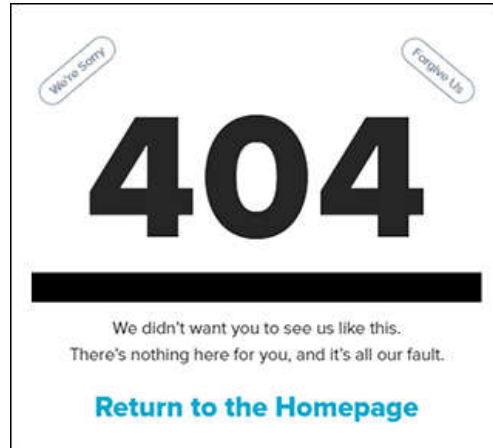 We're Sorry
Forgive Us
404
We didn't want you to see us like this.
There's nothing here for you, and it's all our fault.
Return to the Homepage